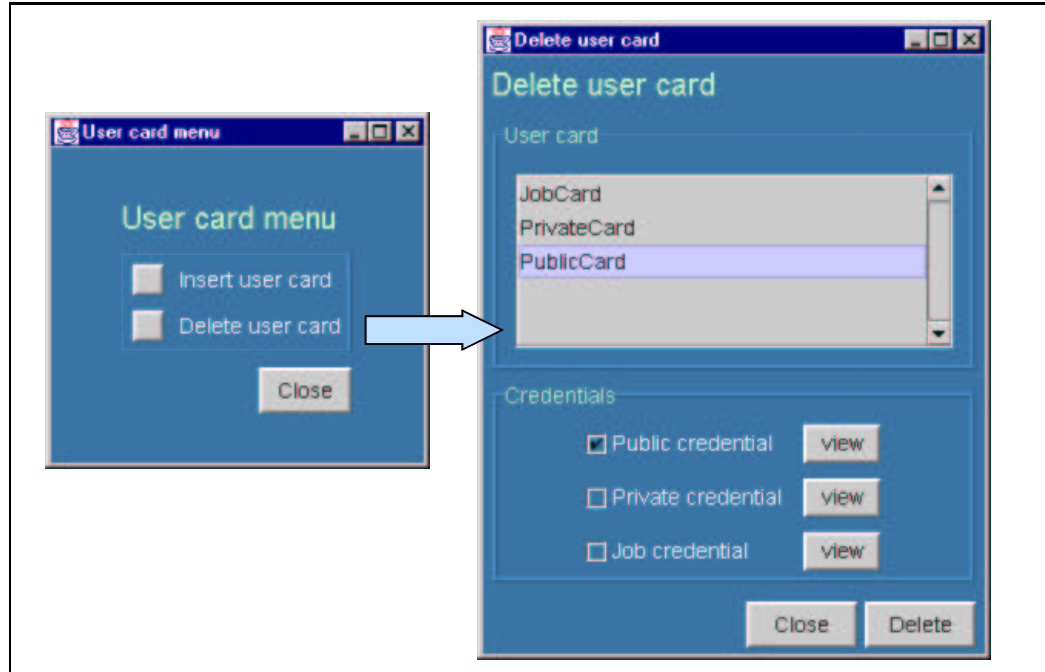 User card menu
User card menu
Insert user card
Delete user card
Close
Delete user card
Delete user card
User card
JobCard
PrivateCard
PublicCard
Credentials
Public credential view
Private credential view
Job credential view
Close Delete